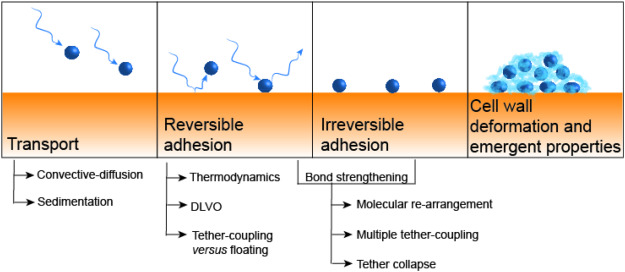 Transport
Reversible
adhesion
Irreversible
adhesion
Cell wall
deformation and
emergent properties
Convective-diffusion
Sedimentation
Thermodynamics
DLVO
Tether-coupling
versus floating
Bond strengthening
Molecular re-arrangement
Multiple tether-coupling
Tether collapse